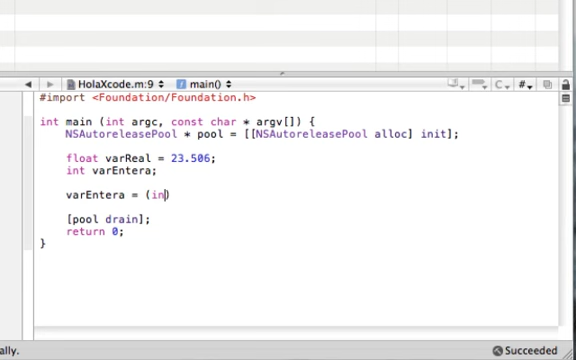 HolaXcode.m:9 main()
#import <Foundation/Foundation.h>
int main (int argc, const char * argv[]) {
NSAutoreleasePool * pool = [[NSAutoreleasePool alloc] init];
float varReal = 23.506;
int varEntera;
varEntera = (in)
[pool drain];
return 0;
}
ally. Succeeded